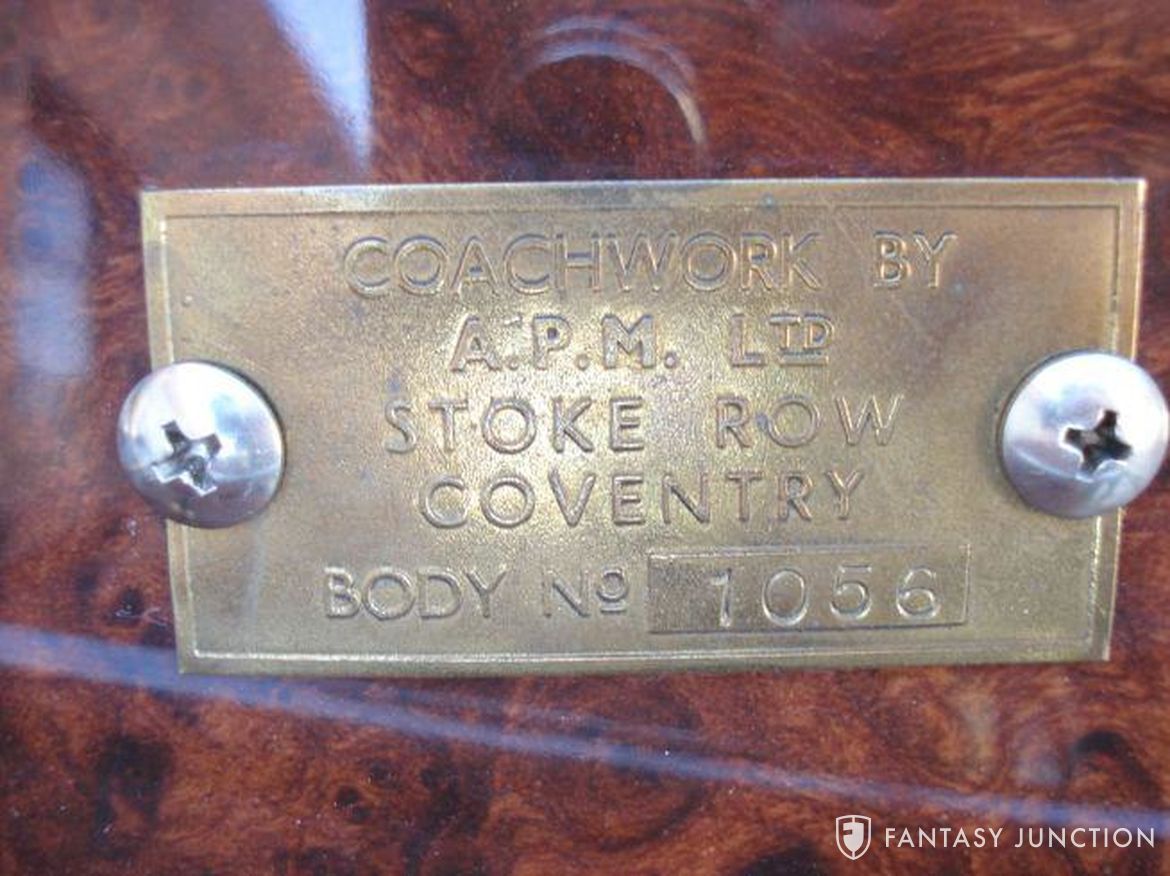 COACHWORK BY
A.P.M. LTD
STOKE ROW
COVENTRY
BODY Nº 1056
FANTASY JUNCTION